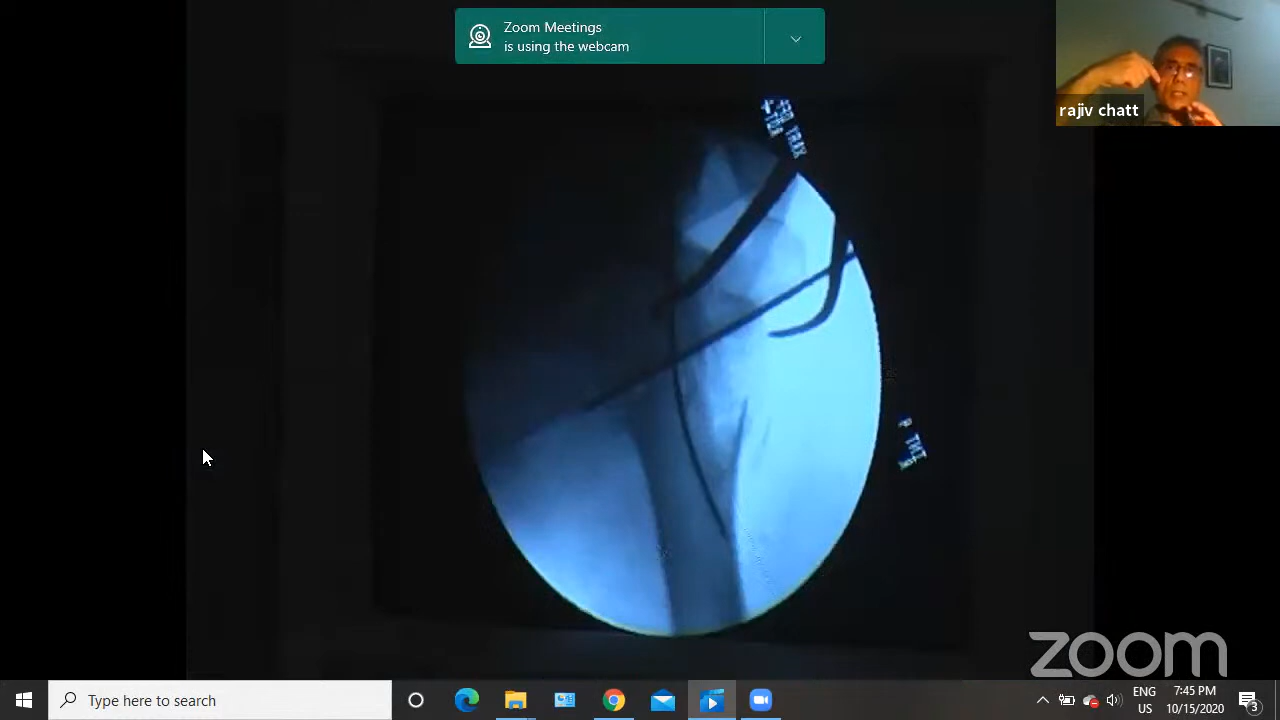 Zoom Meetings
is using the webcam
rajiv chatt
zoom
Type here to search
ENG
US
7:45 PM
10/15/2020
3